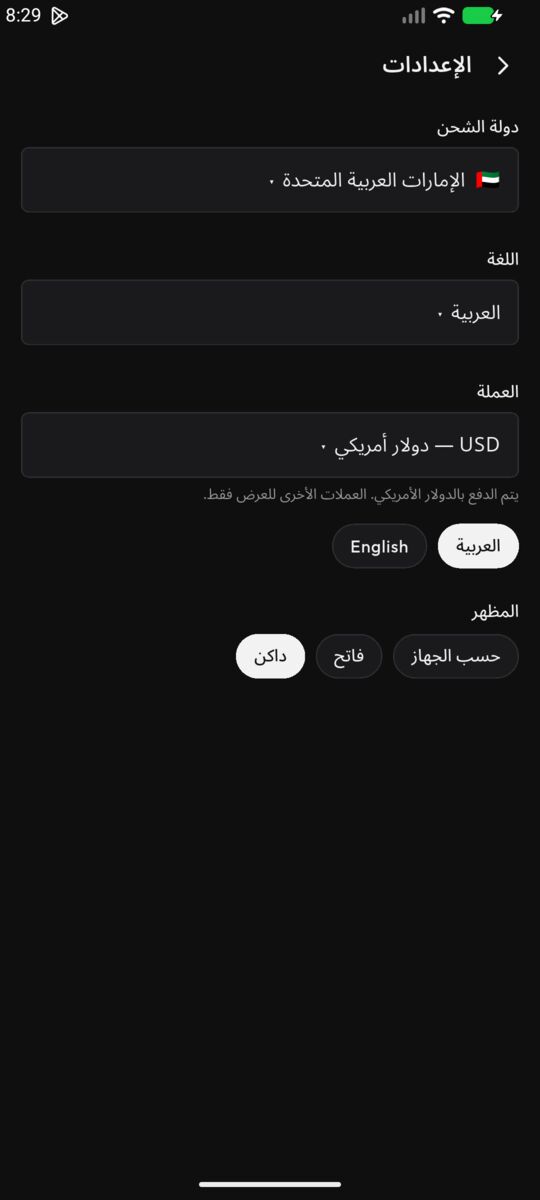 8:29
الإعدادات
دولة الشحن
الإمارات العربية المتحدة
اللغة
العربية
العملة
USD — دولار أمريكي
يتم الدفع بالدولار الأمريكي. العملات الأخرى للعرض فقط.
العربية English
المظهر
حسب الجهاز فاتح داكن